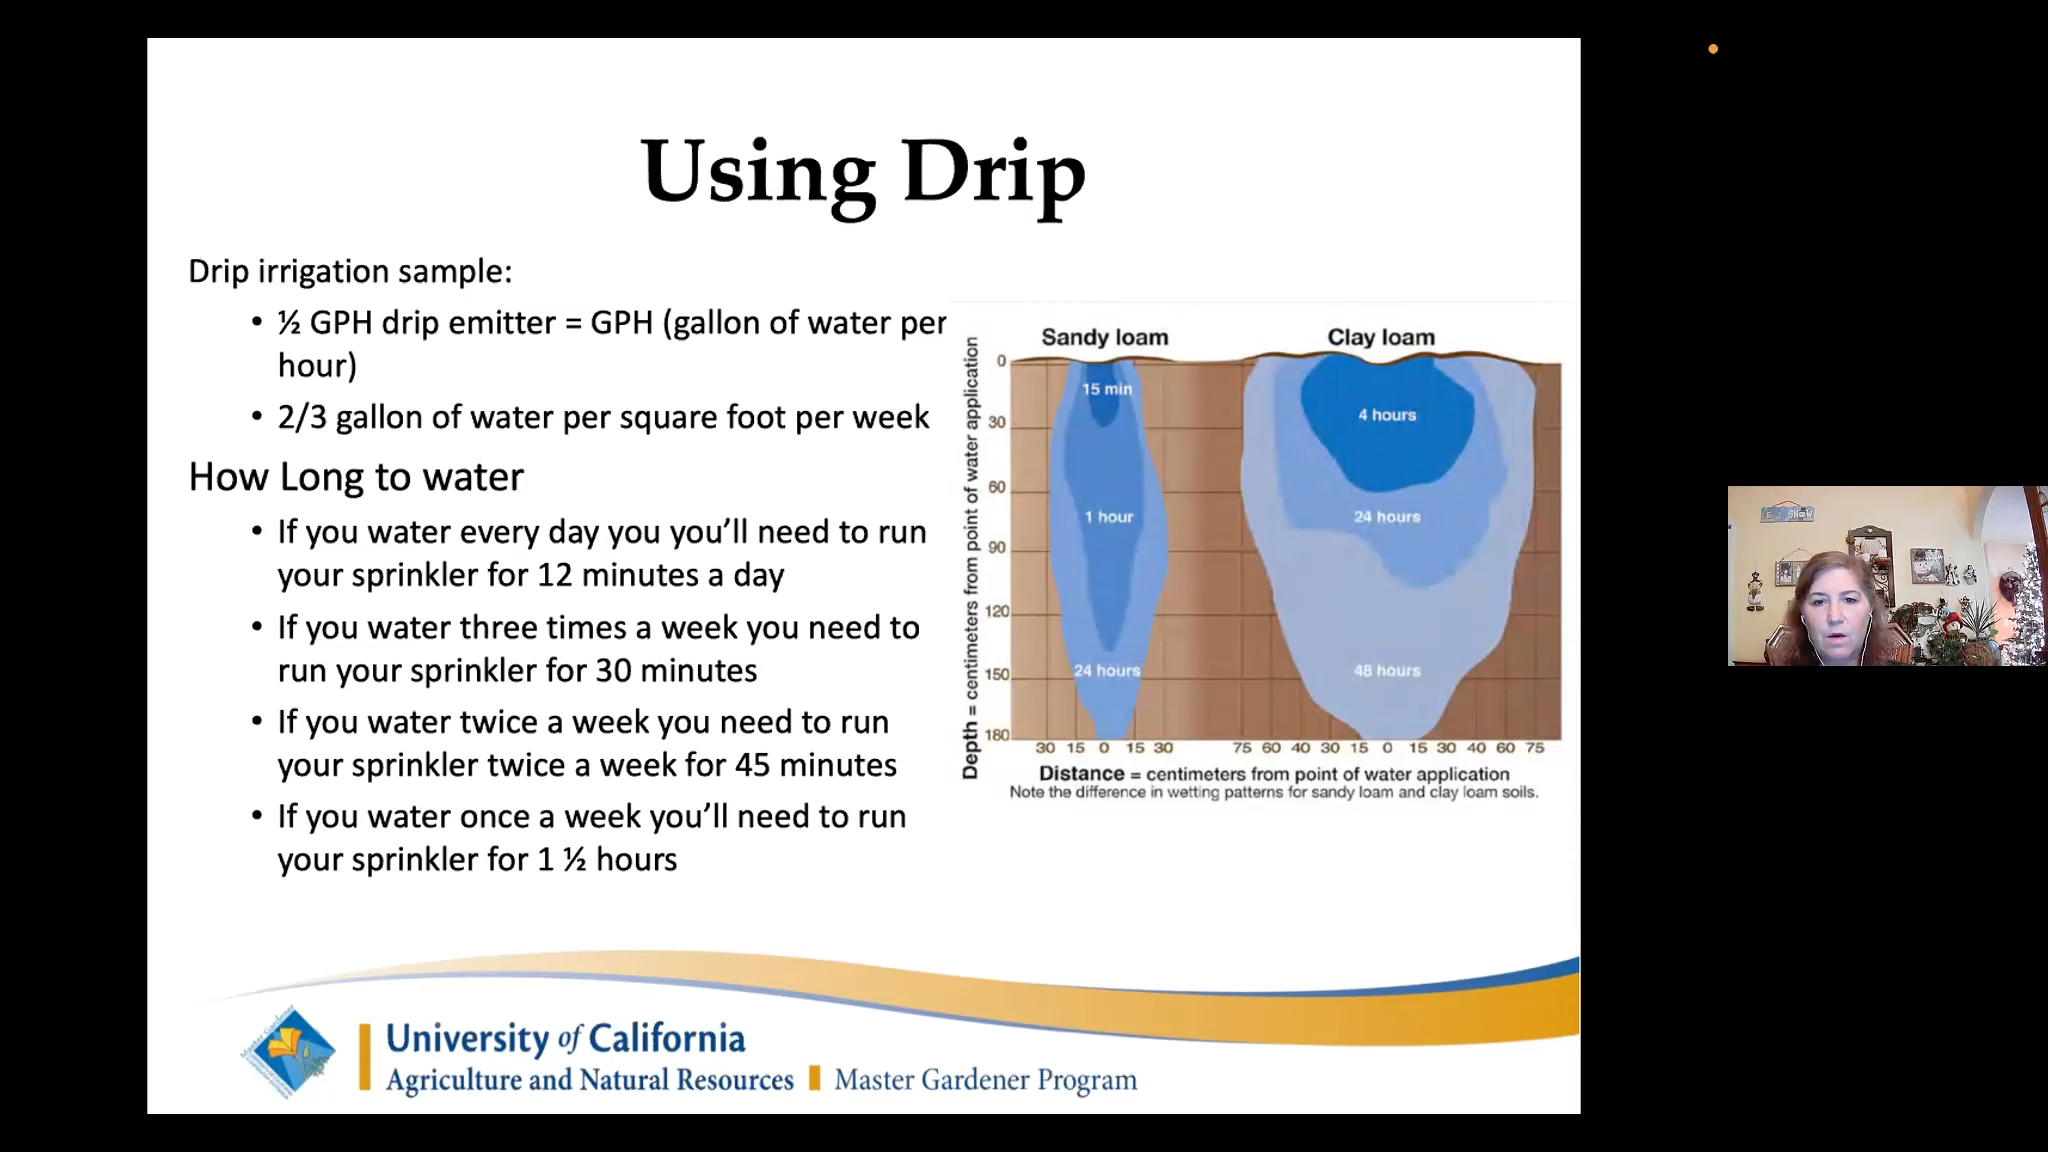 Using Drip
Drip irrigation sample:
• ½ GPH drip emitter = GPH (gallon of water per
hour)
• 2/3 gallon of water per square foot per week
How Long to water
• If you water every day you you’ll need to run
your sprinkler for 12 minutes a day
• If you water three times a week you need to
run your sprinkler for 30 minutes
• If you water twice a week you need to run
your sprinkler twice a week for 45 minutes
• If you water once a week you’ll need to run
your sprinkler for 1 ½ hours
Depth = centimeters from point of water application
Sandy loam
Clay loam
0
30
60
90
120
150
180
15 min
1 hour
24 hours
4 hours
24 hours
48 hours
30 15 0 15 30
75 60 40 30 15 0 15 30 40 60 75
Distance = centimeters from point of water application
Note the difference in wetting patterns for sandy loam and clay loam soils.
Master Gardener
University of California
Agriculture and Natural Resources
Master Gardener Program
SNOW